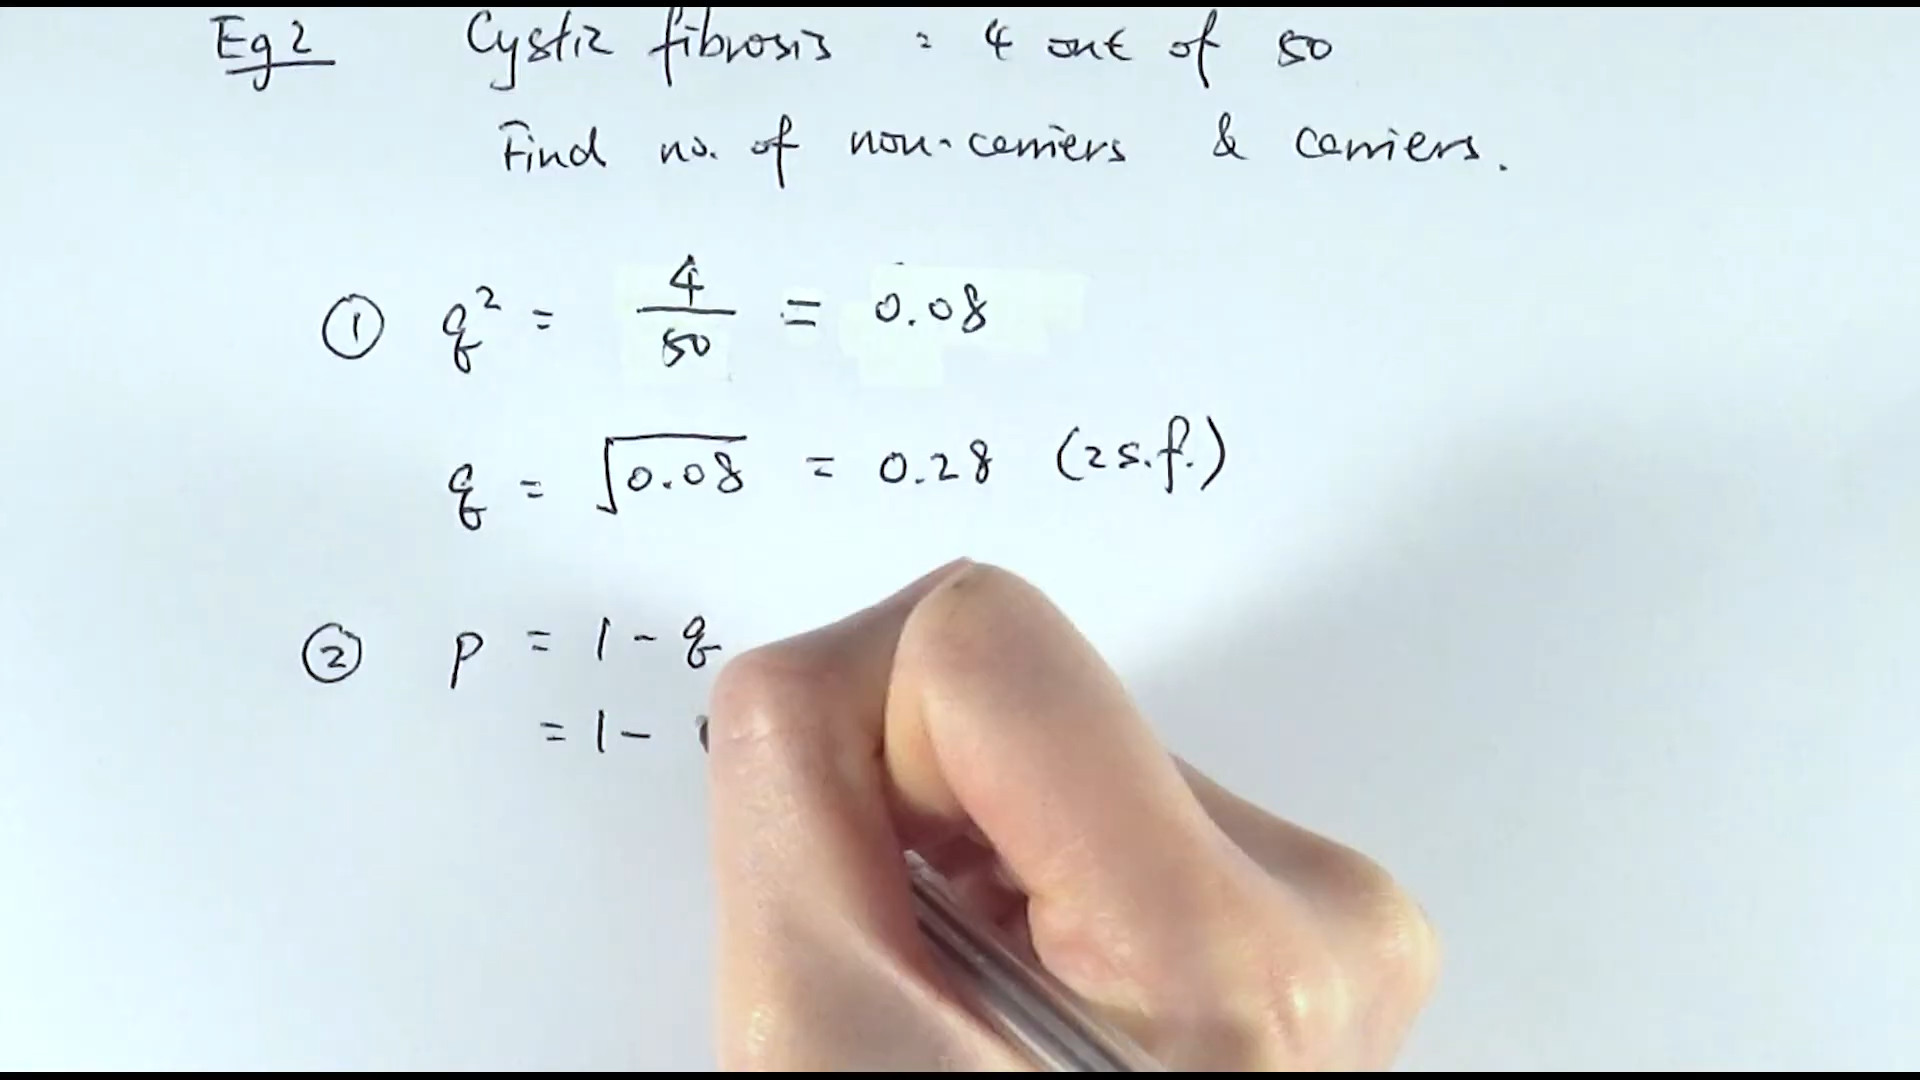 Eg 2 Cystic fibrosis : 4 out of 50
Find no. of non-carriers & carriers.
① q² = 4/50 = 0.08
q = √0.08 = 0.28 (2 s.f.)
② p = 1 - q
= 1 -